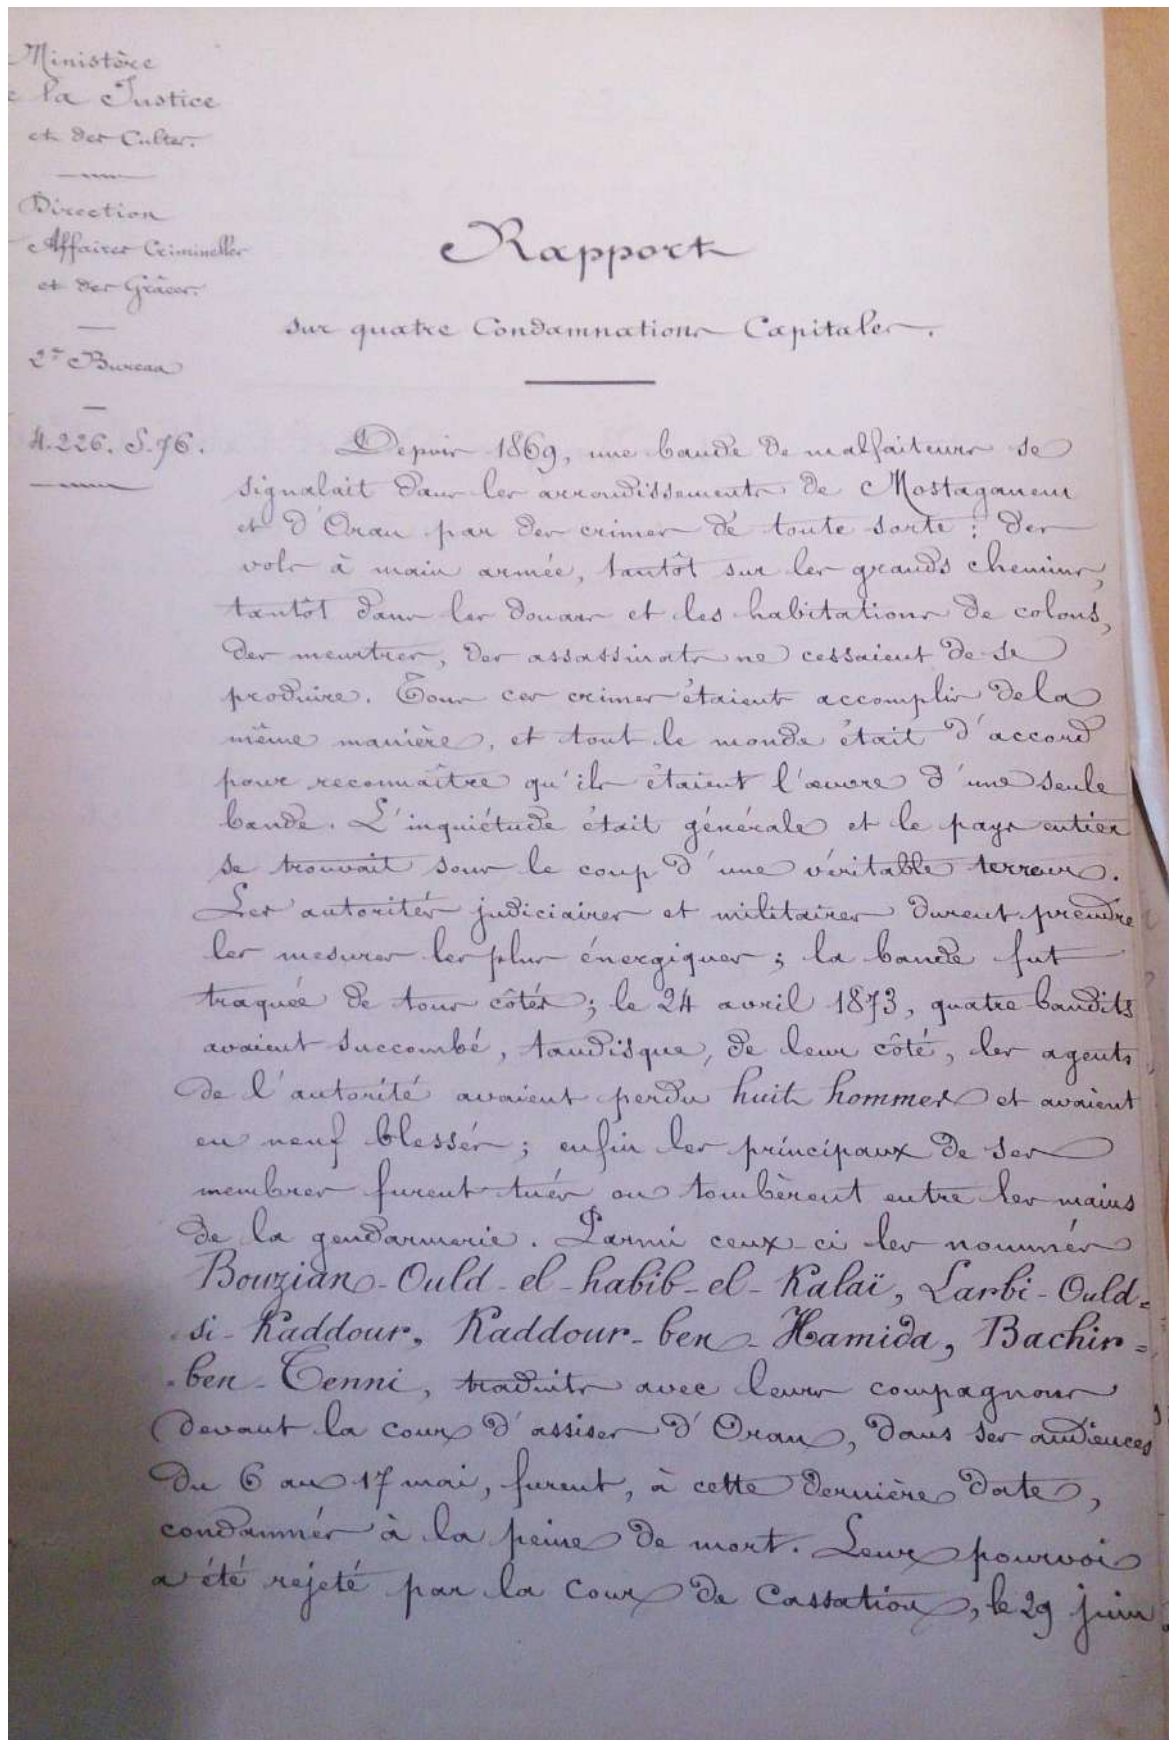 Ministère
de la Justice
et des Cultes.
Direction
Affaires Criminelles
et des Grâces.
2e Bureau
4.226. S.76.
Rapport
sur quatre Condamnations Capitales.
Depuis 1869, une bande de malfaiteurs se
signalait dans les arrondissements de Mostaganem
et d'Oran par des crimes de toute sorte : des
vols à main armée, tantôt sur les grands chemins,
tantôt dans les douars et les habitations de colons,
des meurtres, des assassinats ne cessaient de se
produire. Tous ces crimes étaient accomplis de la
même manière, et tout le monde était d'accord
pour reconnaître qu'ils étaient l'œuvre d'une seule
bande. L'inquiétude était générale et le pays entier
se trouvait sous le coup d'une véritable terreur.
Les autorités judiciaires et militaires durent prendre
les mesures les plus énergiques ; la bande fut
traquée de tous côtés ; le 24 avril 1873, quatre bandits
avaient succombé, tandisque, de leur côté, les agents
de l'autorité avaient perdu huit hommes et avaient
eu neuf blessés ; enfin les principaux de ses
membres furent tués ou tombèrent entre les mains
de la gendarmerie. Parmi ceux-ci les nommés
Bouzian-Ould-el-habib-el-Kalaï, Larbi-Ould=
si-Kaddour, Kaddour-ben-Hamida, Bachir=
=ben-Tenni, traduits avec leurs compagnons
devant la cour d'assises d'Oran, dans ses audiences
du 6 au 17 mai, furent, à cette dernière date,
condamnés à la peine de mort. Leur pourvoi
a été rejeté par la Cour de Cassation, le 29 juin